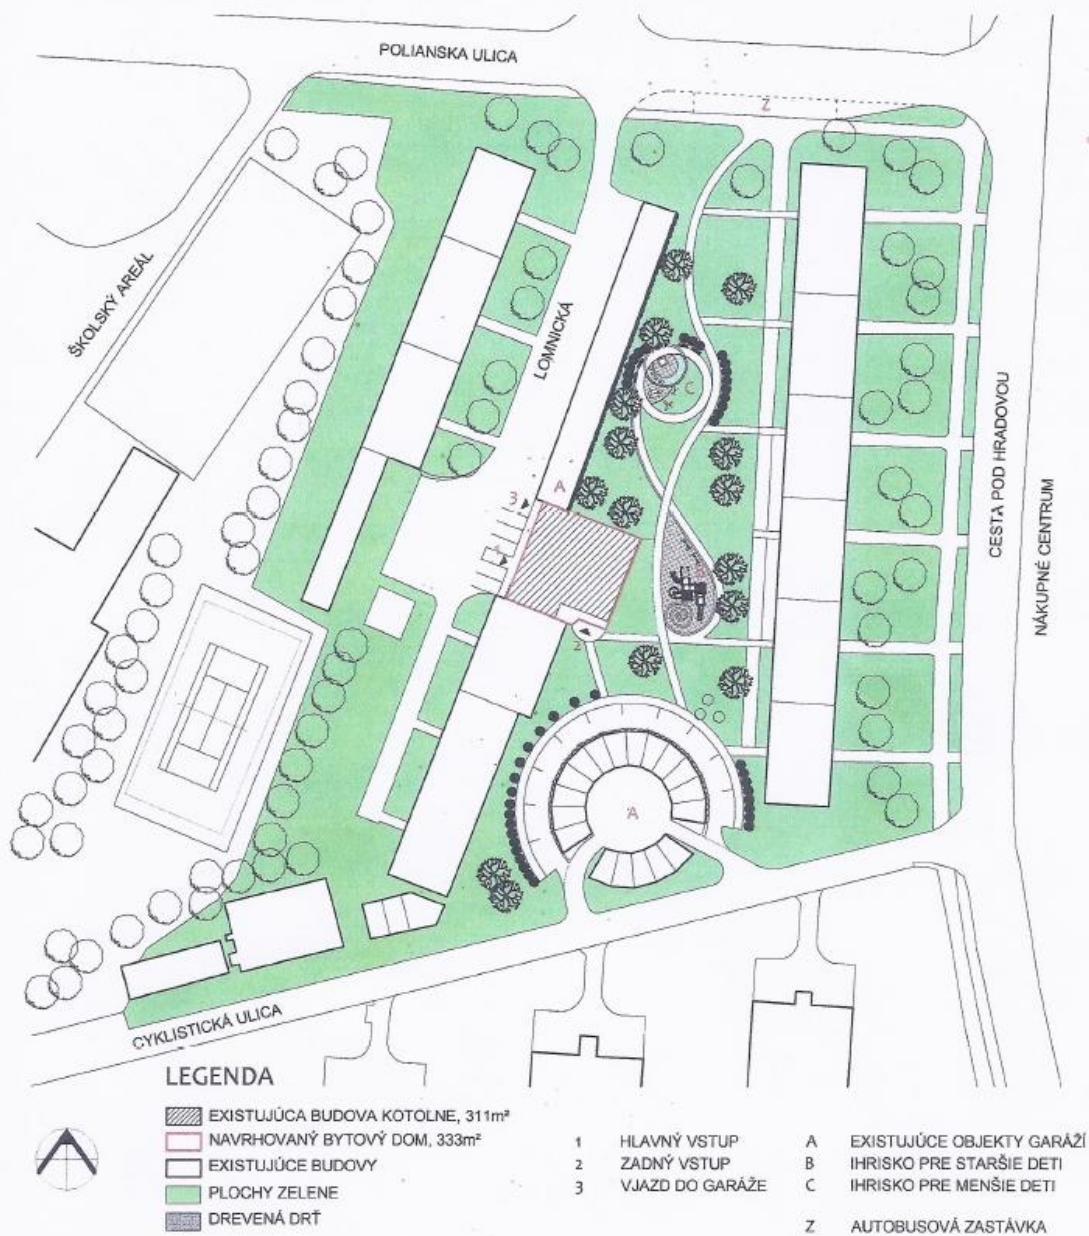 POLIANSKA ULICA
Z
ŠKOLSKÝ AREÁL
LOMNICKÁ
C
CESTA POD HRADOVOU
NÁKUPNÉ CENTRUM
3
A
2
A
CYKLISTICKÁ ULICA
LEGENDA
EXISTUJÚCA BUDOVA KOTOLNE, 311m²
NAVRHOVANÝ BYTOVÝ DOM, 333m²
EXISTUJÚCE BUDOVY
PLOCHY ZELENE
DREVENÁ DRŤ
1 HLAVNÝ VSTUP
2 ZADNÝ VSTUP
3 VJAZD DO GARÁŽE
A EXISTUJÚCE OBJEKTY GARÁŽÍ
B IHRISKO PRE STARŠIE DETI
C IHRISKO PRE MENŠIE DETI
Z AUTOBUSOVÁ ZASTÁVKA